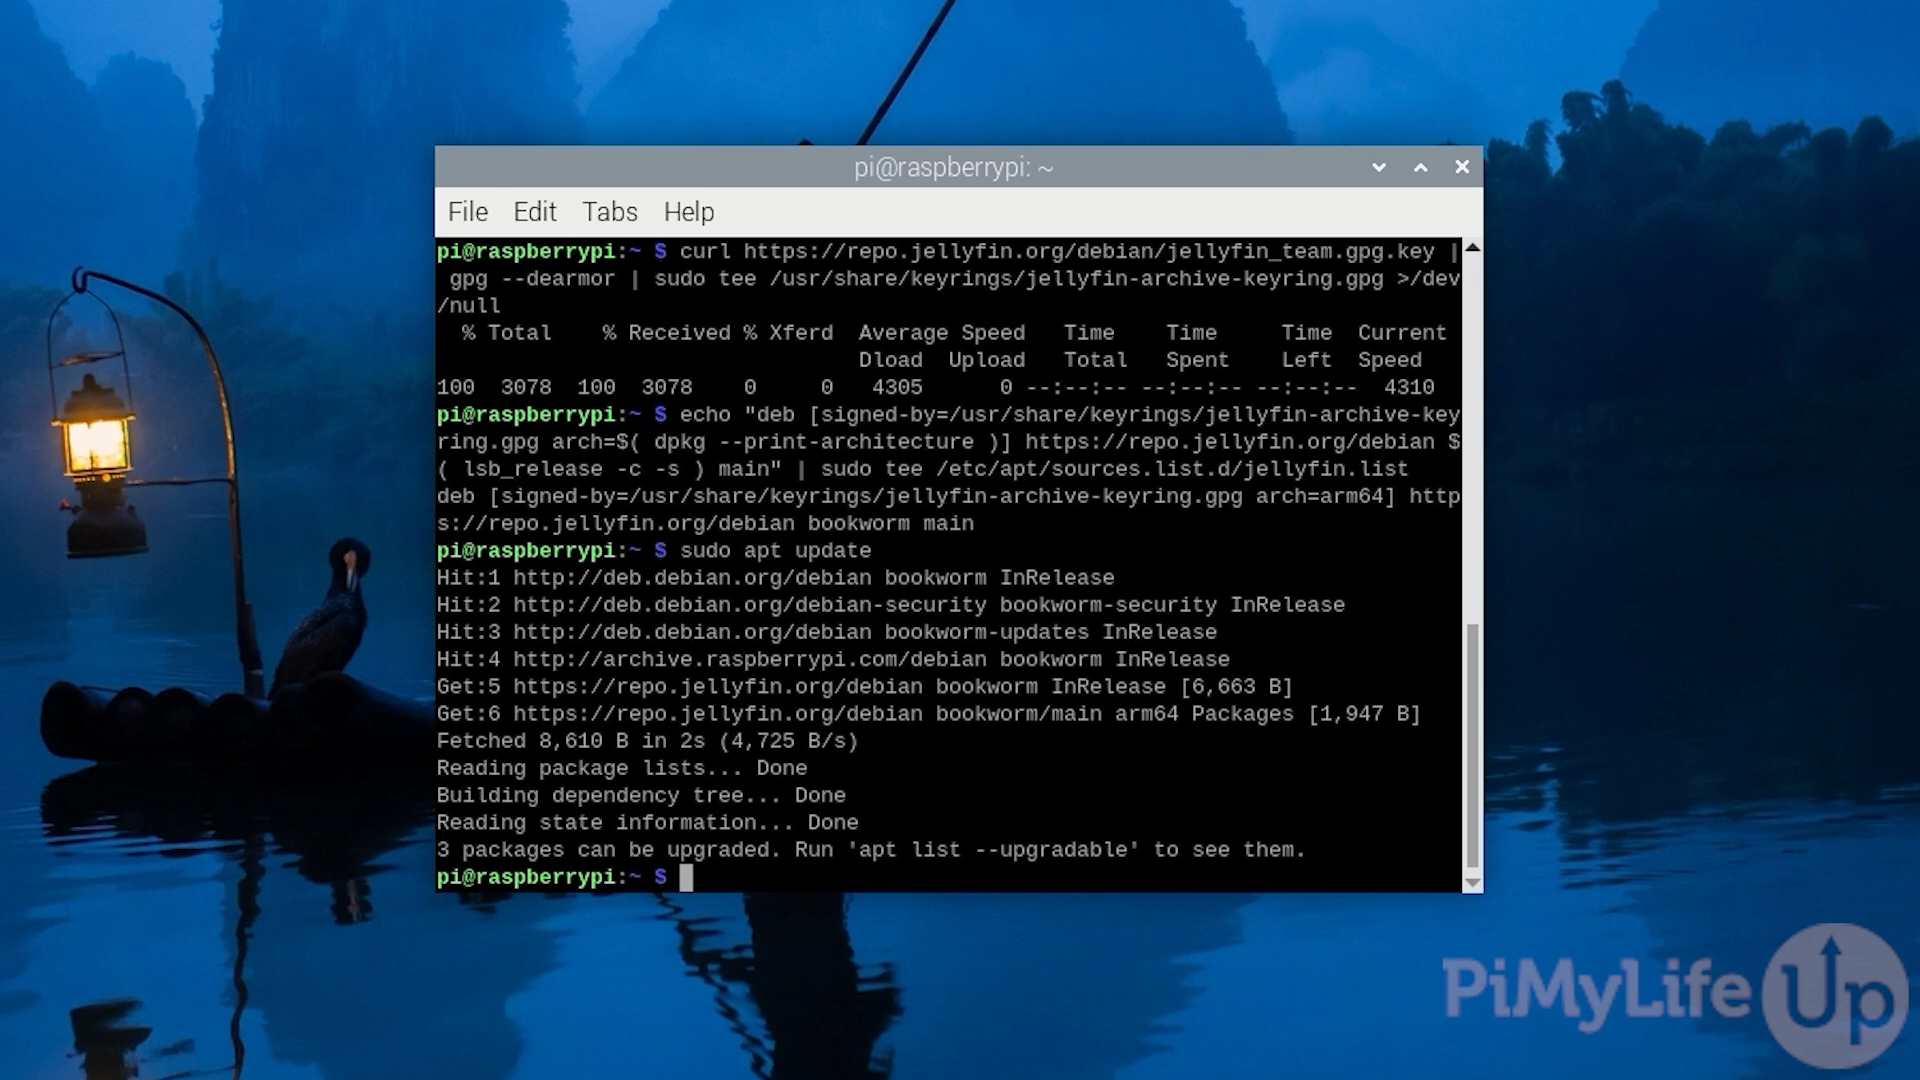 pi@raspberrypi: ~
File Edit Tabs Help
pi@raspberrypi:~ $ curl https://repo.jellyfin.org/debian/jellyfin_team.gpg.key |
 gpg --dearmor | sudo tee /usr/share/keyrings/jellyfin-archive-keyring.gpg >/dev
/null
  % Total    % Received % Xferd  Average Speed   Time    Time     Time  Current
                                 Dload  Upload   Total   Spent    Left  Speed
100  3078  100  3078    0     0   4305      0 --:--:-- --:--:-- --:--:--  4310
pi@raspberrypi:~ $ echo "deb [signed-by=/usr/share/keyrings/jellyfin-archive-key
ring.gpg arch=$( dpkg --print-architecture )] https://repo.jellyfin.org/debian $
( lsb_release -c -s ) main" | sudo tee /etc/apt/sources.list.d/jellyfin.list
deb [signed-by=/usr/share/keyrings/jellyfin-archive-keyring.gpg arch=arm64] http
s://repo.jellyfin.org/debian bookworm main
pi@raspberrypi:~ $ sudo apt update
Hit:1 http://deb.debian.org/debian bookworm InRelease
Hit:2 http://deb.debian.org/debian-security bookworm-security InRelease
Hit:3 http://deb.debian.org/debian bookworm-updates InRelease
Hit:4 http://archive.raspberrypi.com/debian bookworm InRelease
Get:5 https://repo.jellyfin.org/debian bookworm InRelease [6,663 B]
Get:6 https://repo.jellyfin.org/debian bookworm/main arm64 Packages [1,947 B]
Fetched 8,610 B in 2s (4,725 B/s)
Reading package lists... Done
Building dependency tree... Done
Reading state information... Done
3 packages can be upgraded. Run 'apt list --upgradable' to see them.
pi@raspberrypi:~ $
PiMyLifeUp